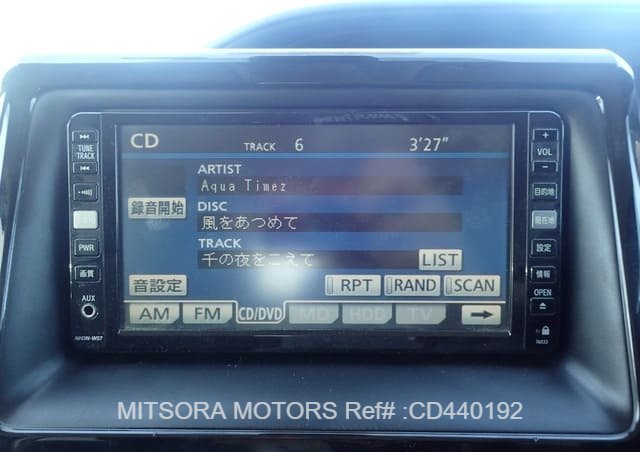 CD TRACK 6 3'27"
ARTIST
Aqua Timez
DISC
風をあつめて
TRACK
千の夜をこえて
LIST
録音開始
音設定
RPT RAND SCAN
AM FM CD/DVD MD HDD TV
TUNE
TRACK
PWR
画質
AUX
NHDN-W57
+
VOL
−
目的地
現在地
設定
情報
OPEN
MITSORA MOTORS Ref# :CD440192